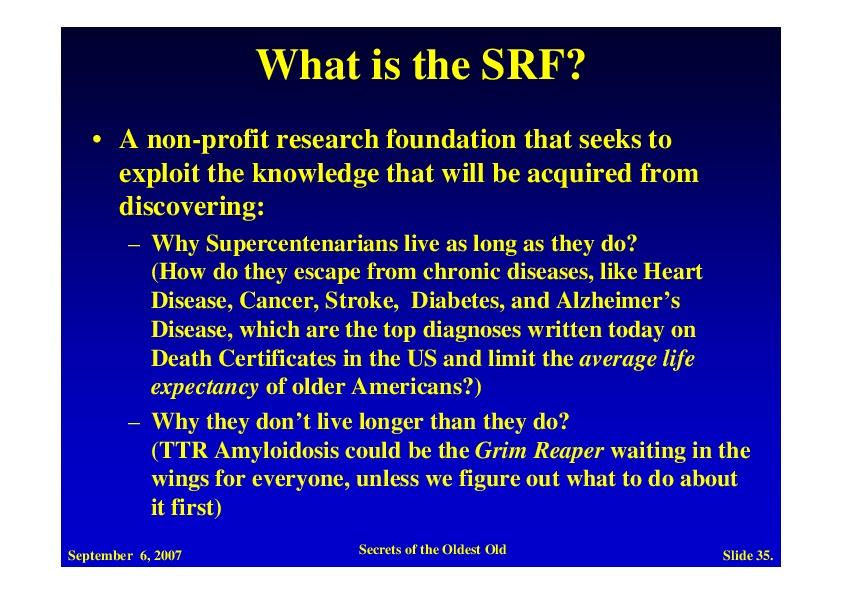 What is the SRF?
• A non-profit research foundation that seeks to
exploit the knowledge that will be acquired from
discovering:
– Why Supercentenarians live as long as they do?
(How do they escape from chronic diseases, like Heart
Disease, Cancer, Stroke,  Diabetes, and Alzheimer’s
Disease, which are the top diagnoses written today on
Death Certificates in the US and limit the average life
expectancy of older Americans?)
– Why they don’t live longer than they do?
(TTR Amyloidosis could be the Grim Reaper waiting in the
wings for everyone, unless we figure out what to do about
it first)
September  6, 2007
Secrets of the Oldest Old
Slide 35.